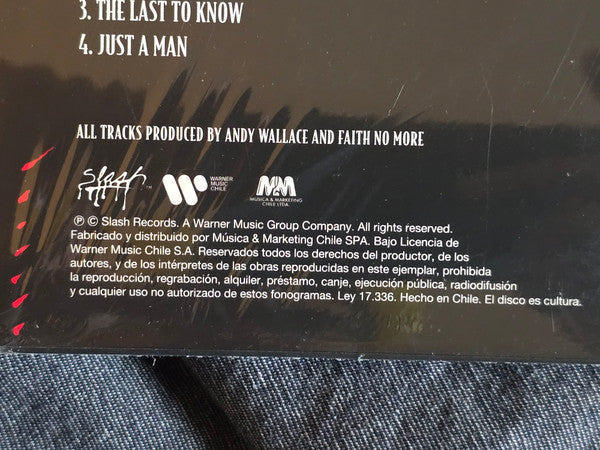 3. THE LAST TO KNOW
4. JUST A MAN
ALL TRACKS PRODUCED BY ANDY WALLACE AND FAITH NO MORE
Slash ™
WARNER
MUSIC
CHILE
M&M
MÚSICA & MARKETING
CHILE LTDA.
℗ © Slash Records. A Warner Music Group Company. All rights reserved.
Fabricado y distribuido por Música & Marketing Chile SPA. Bajo Licencia de
Warner Music Chile S.A. Reservados todos los derechos del productor, de los
autores, y de los intérpretes de las obras reproducidas en este ejemplar, prohibida
la reproducción, regrabación, alquiler, préstamo, canje, ejecución pública, radiodifusión
y cualquier uso no autorizado de estos fonogramas. Ley 17.336. Hecho en Chile. El disco es cultura.